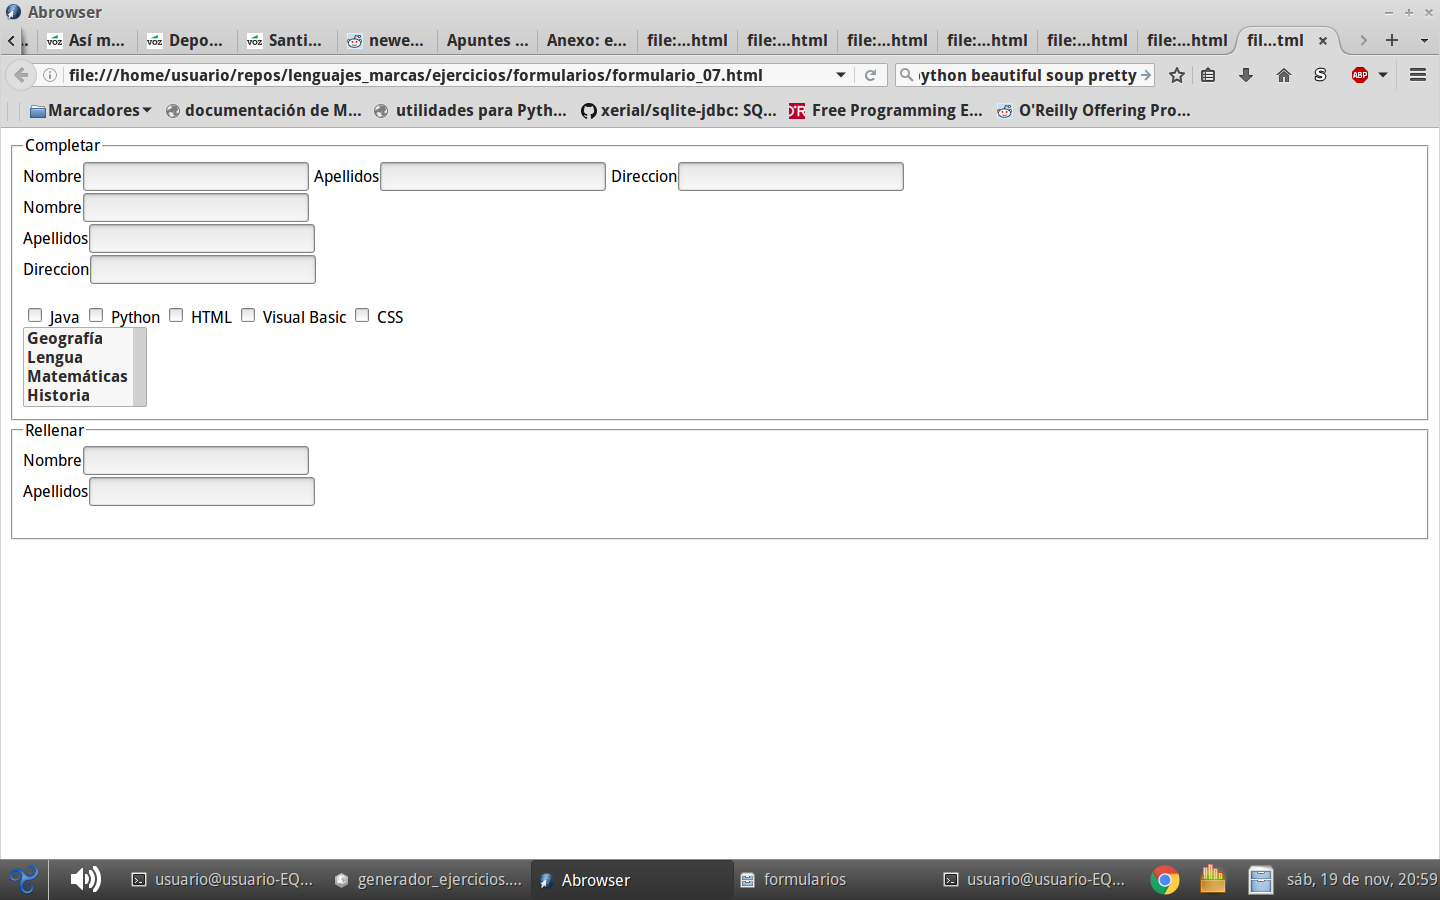 Abrowser
Así m...
Depo...
Santi...
newe...
Apuntes ...
Anexo: e...
file:...html
file:...html
file:...html
file:...html
file:...html
file:...html
fil...tml
file:///home/usuario/repos/lenguajes_marcas/ejercicios/formularios/formulario_07.html
ython beautiful soup pretty
ABP
Marcadores
documentación de M...
utilidades para Pyth...
xerial/sqlite-jdbc: SQ...
Free Programming E...
O'Reilly Offering Pro...
Completar
Nombre Apellidos Direccion
Nombre
Apellidos
Direccion
Java Python HTML Visual Basic CSS
Geografía
Lengua
Matemáticas
Historia
Rellenar
Nombre
Apellidos
usuario@usuario-EQ...
generador_ejercicios....
Abrowser
formularios
usuario@usuario-EQ...
sáb, 19 de nov, 20:59